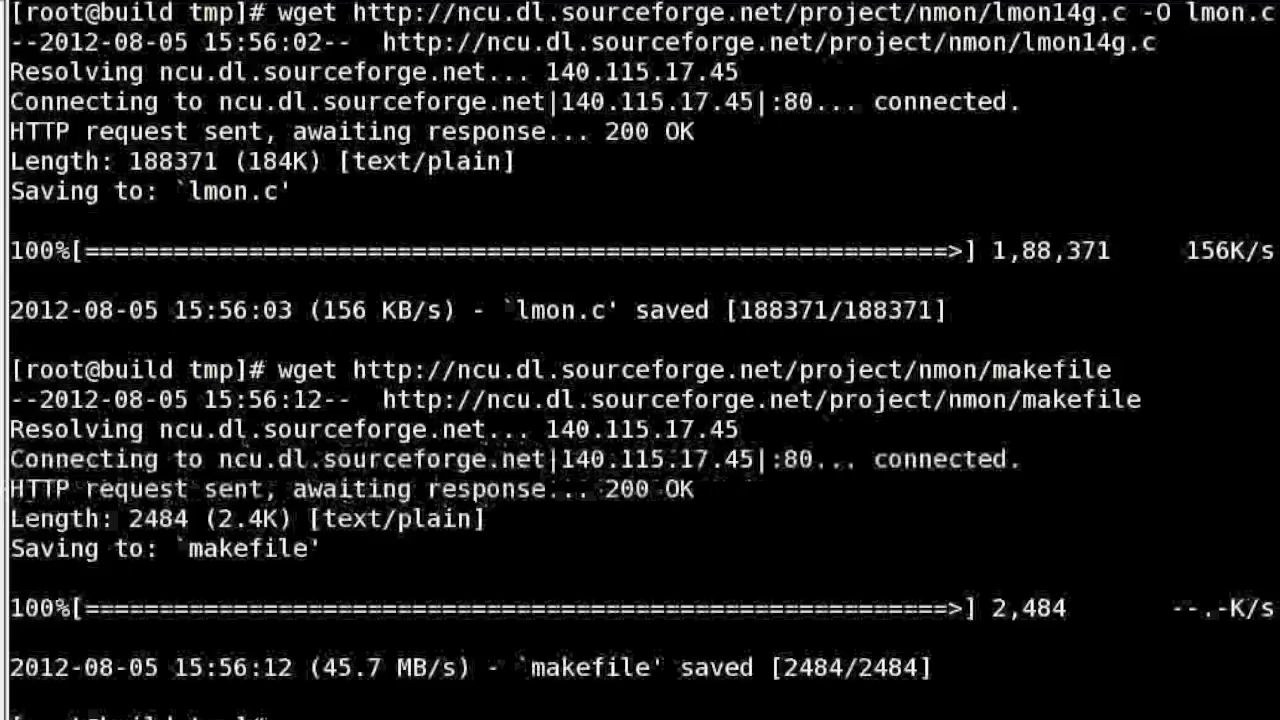 [root@build tmp]# wget http://ncu.dl.sourceforge.net/project/nmon/lmon14g.c -O lmon.c
--2012-08-05 15:56:02--  http://ncu.dl.sourceforge.net/project/nmon/lmon14g.c
Resolving ncu.dl.sourceforge.net... 140.115.17.45
Connecting to ncu.dl.sourceforge.net|140.115.17.45|:80... connected.
HTTP request sent, awaiting response... 200 OK
Length: 188371 (184K) [text/plain]
Saving to: `lmon.c'
100%[==========================================================>] 1,88,371     156K/s
2012-08-05 15:56:03 (156 KB/s) - `lmon.c' saved [188371/188371]
[root@build tmp]# wget http://ncu.dl.sourceforge.net/project/nmon/makefile
--2012-08-05 15:56:12--  http://ncu.dl.sourceforge.net/project/nmon/makefile
Resolving ncu.dl.sourceforge.net... 140.115.17.45
Connecting to ncu.dl.sourceforge.net|140.115.17.45|:80... connected.
HTTP request sent, awaiting response... 200 OK
Length: 2484 (2.4K) [text/plain]
Saving to: `makefile'
100%[==========================================================>] 2,484       --.-K/s
2012-08-05 15:56:12 (45.7 MB/s) - `makefile' saved [2484/2484]
[root@build tmp]#